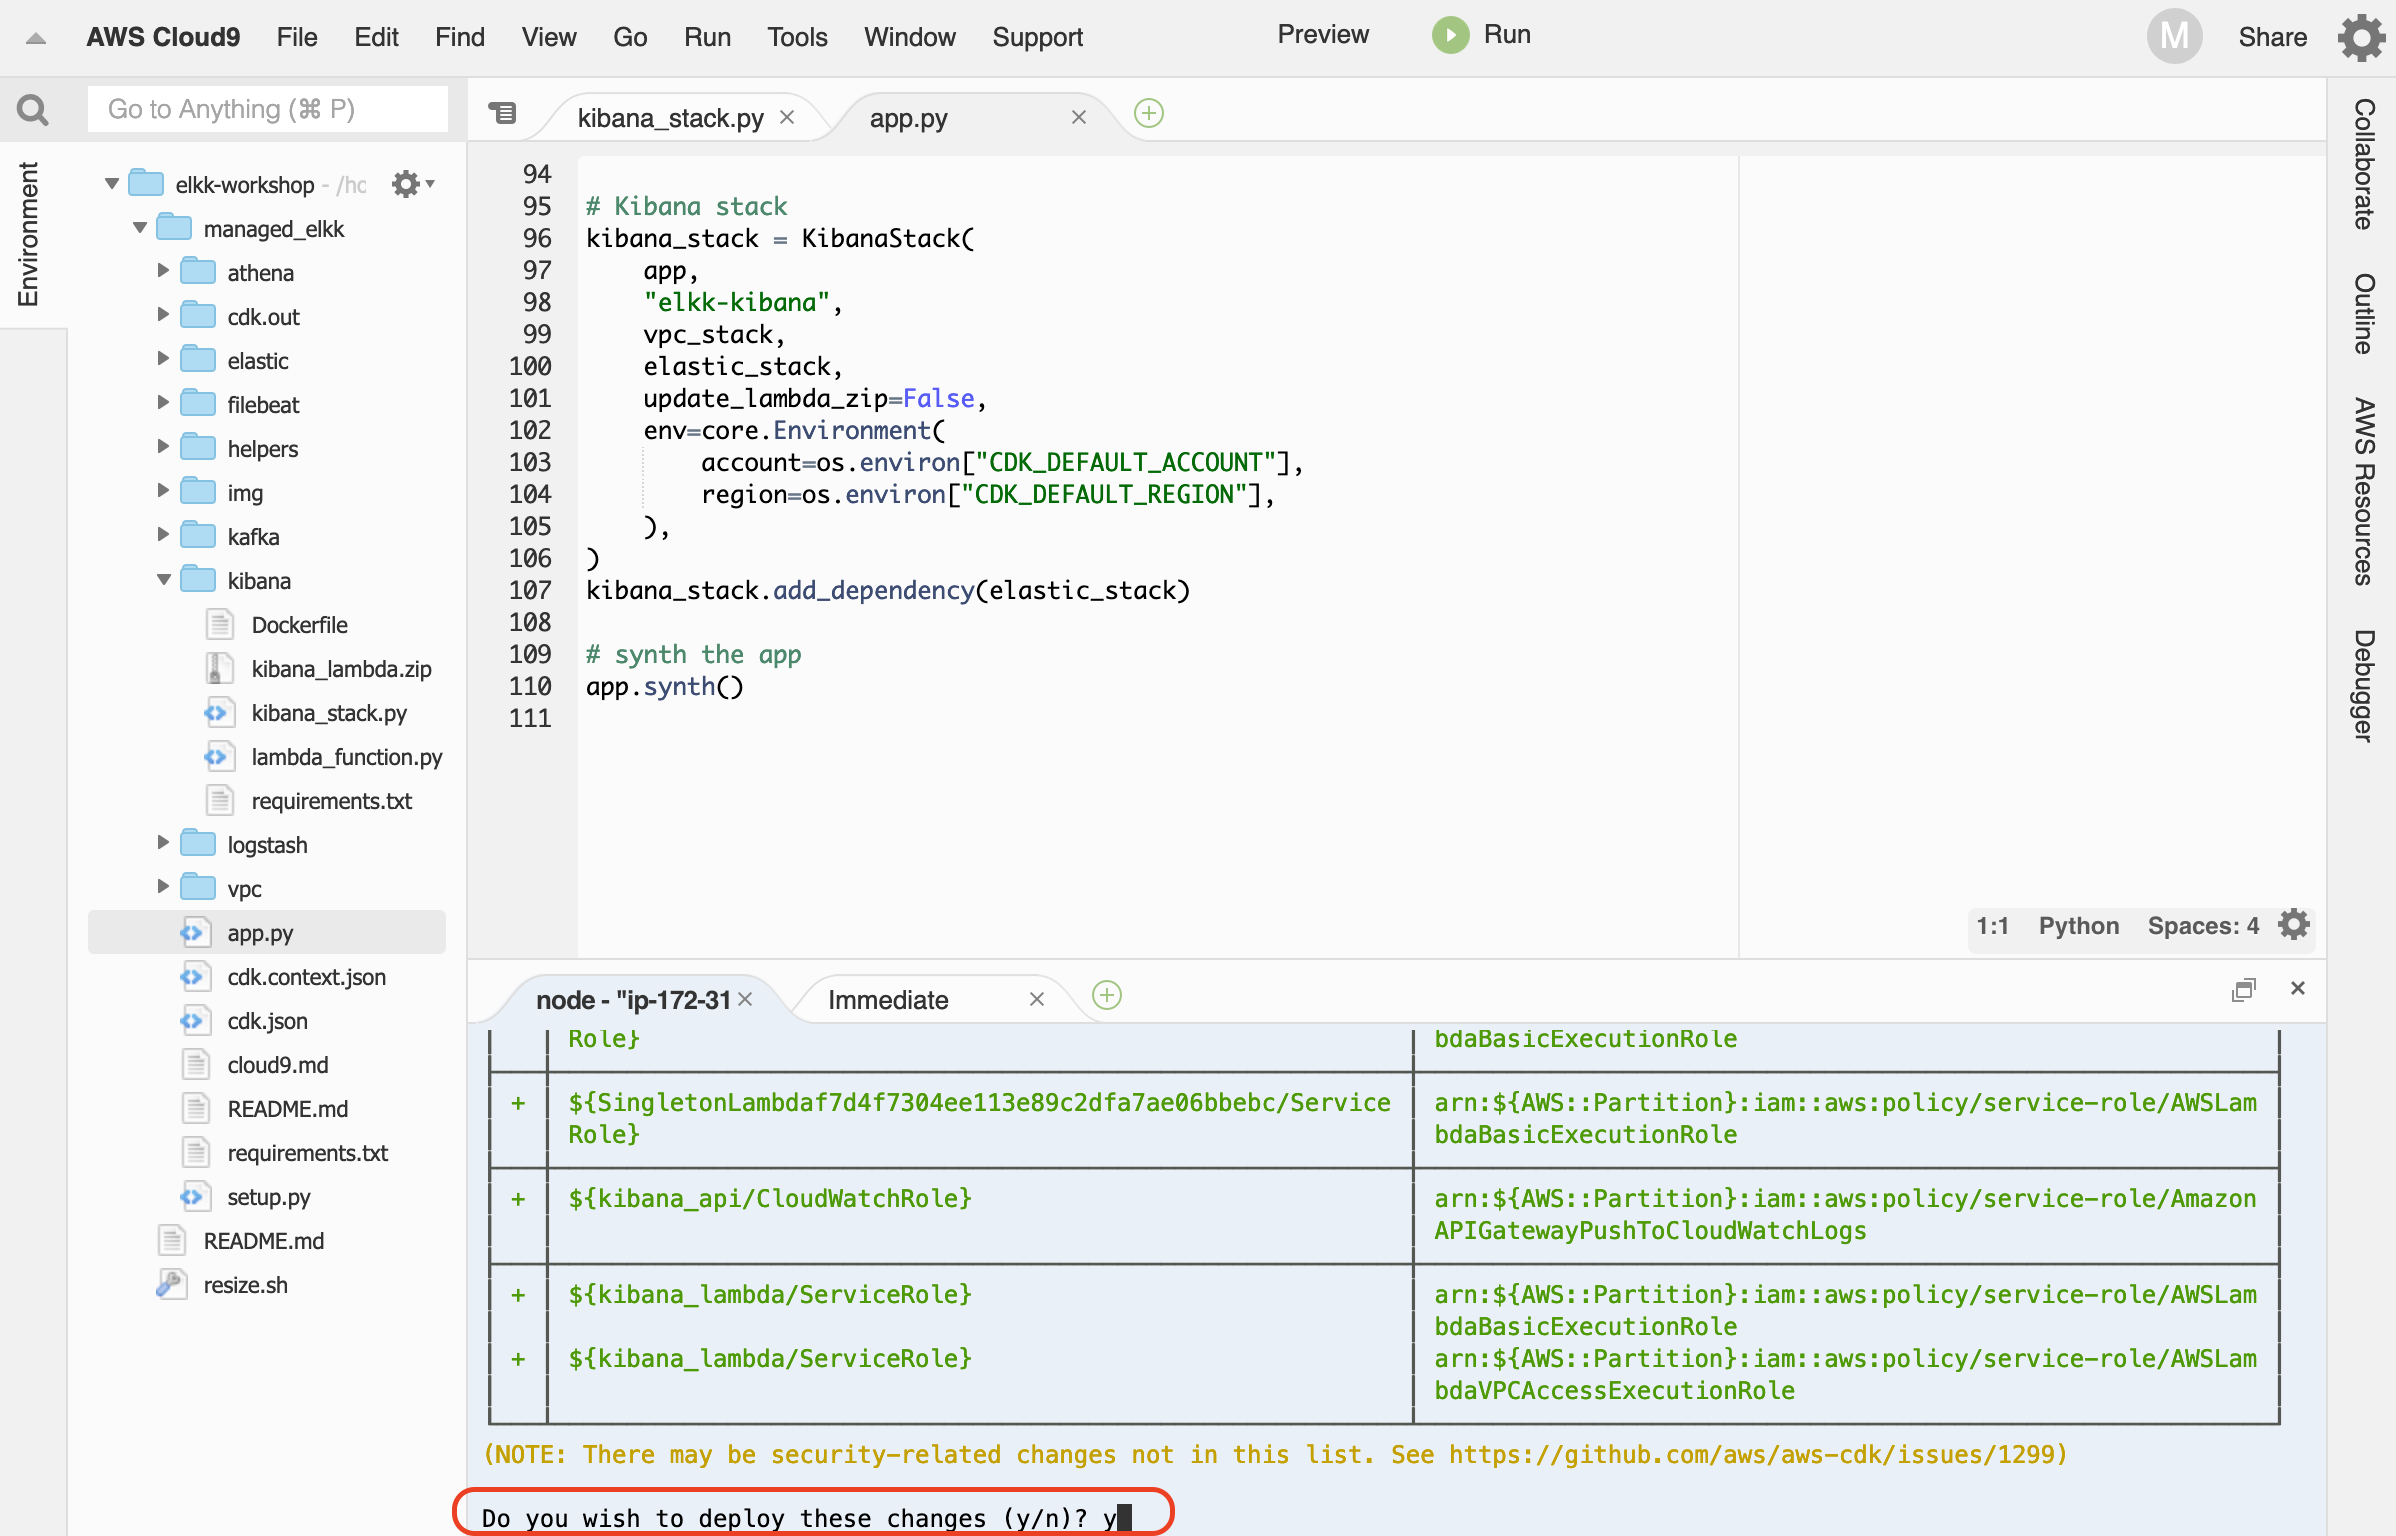 AWS Cloud9 File Edit Find View Go Run Tools Window Support Preview Run M Share
Go to Anything (⌘ P)
Environment
elkk-workshop - /ho
managed_elkk
athena
cdk.out
elastic
filebeat
helpers
img
kafka
kibana
Dockerfile
kibana_lambda.zip
kibana_stack.py
lambda_function.py
requirements.txt
logstash
vpc
app.py
cdk.context.json
cdk.json
cloud9.md
README.md
requirements.txt
setup.py
README.md
resize.sh
kibana_stack.py
app.py
94
95 # Kibana stack
96 kibana_stack = KibanaStack(
97     app,
98     "elkk-kibana",
99     vpc_stack,
100     elastic_stack,
101     update_lambda_zip=False,
102     env=core.Environment(
103         account=os.environ["CDK_DEFAULT_ACCOUNT"],
104         region=os.environ["CDK_DEFAULT_REGION"],
105     ),
106 )
107 kibana_stack.add_dependency(elastic_stack)
108
109 # synth the app
110 app.synth()
111
1:1 Python Spaces: 4
Collaborate
Outline
AWS Resources
Debugger
node - "ip-172-31
Immediate
Role} bdaBasicExecutionRole
+ ${SingletonLambdaf7d4f7304ee113e89c2dfa7ae06bbebc/Service arn:${AWS::Partition}:iam::aws:policy/service-role/AWSLam
Role} bdaBasicExecutionRole
+ ${kibana_api/CloudWatchRole} arn:${AWS::Partition}:iam::aws:policy/service-role/Amazon
APIGatewayPushToCloudWatchLogs
+ ${kibana_lambda/ServiceRole} arn:${AWS::Partition}:iam::aws:policy/service-role/AWSLam
bdaBasicExecutionRole
+ ${kibana_lambda/ServiceRole} arn:${AWS::Partition}:iam::aws:policy/service-role/AWSLam
bdaVPCAccessExecutionRole
(NOTE: There may be security-related changes not in this list. See https://github.com/aws/aws-cdk/issues/1299)
Do you wish to deploy these changes (y/n)? y